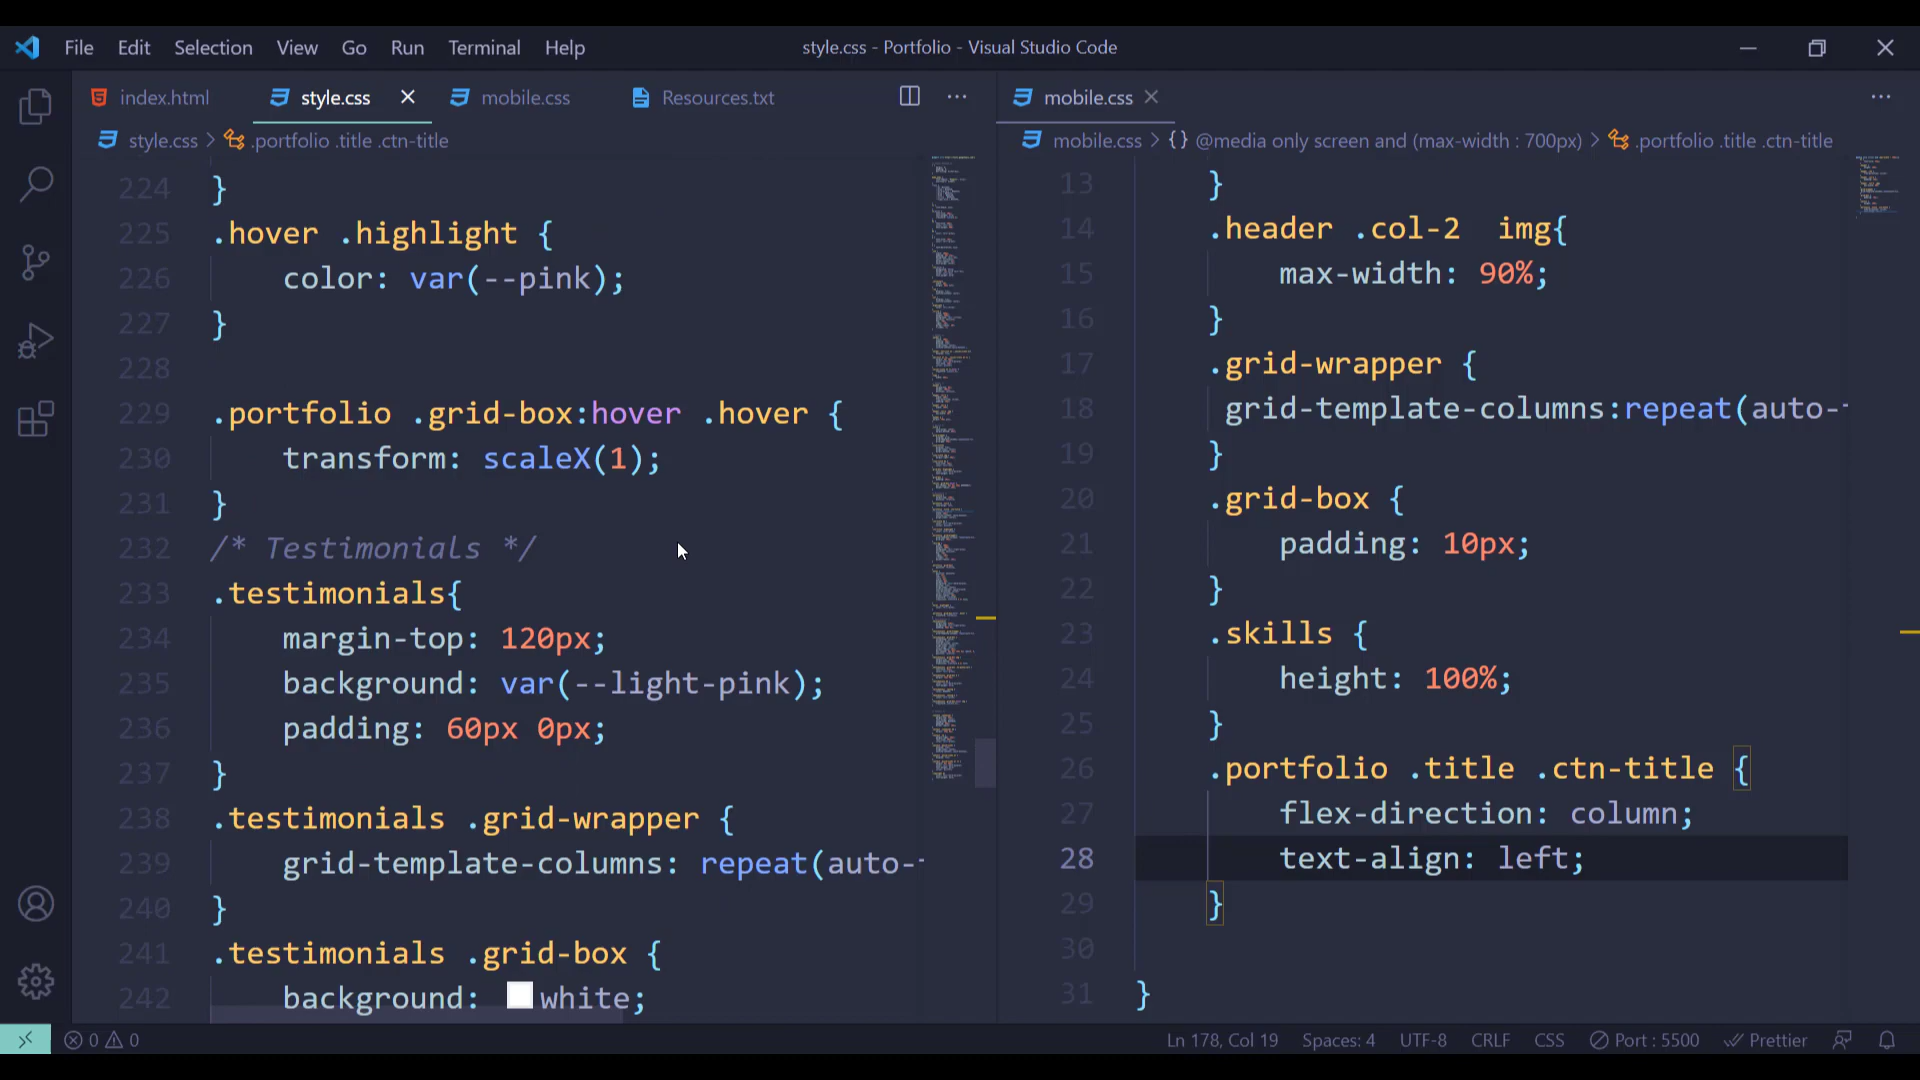 File Edit Selection View Go Run Terminal Help style.css - Portfolio - Visual Studio Code
index.html style.css mobile.css Resources.txt
style.css > .portfolio .title .ctn-title
224 }
225 .hover .highlight {
226 color: var(--pink);
227 }
228
229 .portfolio .grid-box:hover .hover {
230 transform: scaleX(1);
231 }
232 /* Testimonials */
233 .testimonials{
234 margin-top: 120px;
235 background: var(--light-pink);
236 padding: 60px 0px;
237 }
238 .testimonials .grid-wrapper {
239 grid-template-columns: repeat(auto-
240 }
241 .testimonials .grid-box {
242 background: white;
mobile.css
mobile.css > {} @media only screen and (max-width : 700px) > .portfolio .title .ctn-title
13 }
14 .header .col-2 img{
15 max-width: 90%;
16 }
17 .grid-wrapper {
18 grid-template-columns:repeat(auto-
19 }
20 .grid-box {
21 padding: 10px;
22 }
23 .skills {
24 height: 100%;
25 }
26 .portfolio .title .ctn-title {
27 flex-direction: column;
28 text-align: left;
29 }
30
31 }
0 0 Ln 178, Col 19 Spaces: 4 UTF-8 CRLF CSS Port : 5500 Prettier